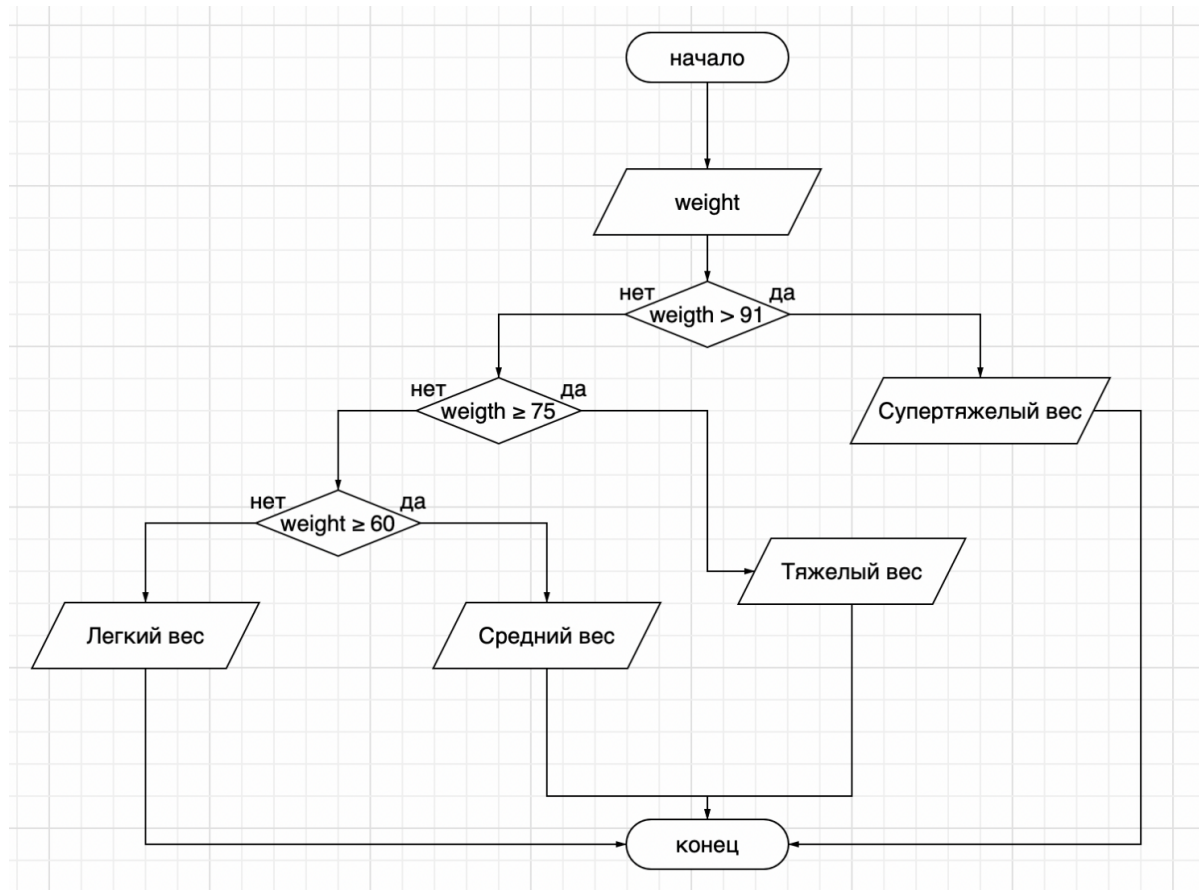 начало
weight
нет
да
weigth > 91
нет
да
weigth ≥ 75
Супертяжелый вес
нет
да
weight ≥ 60
Тяжелый вес
Легкий вес
Средний вес
конец